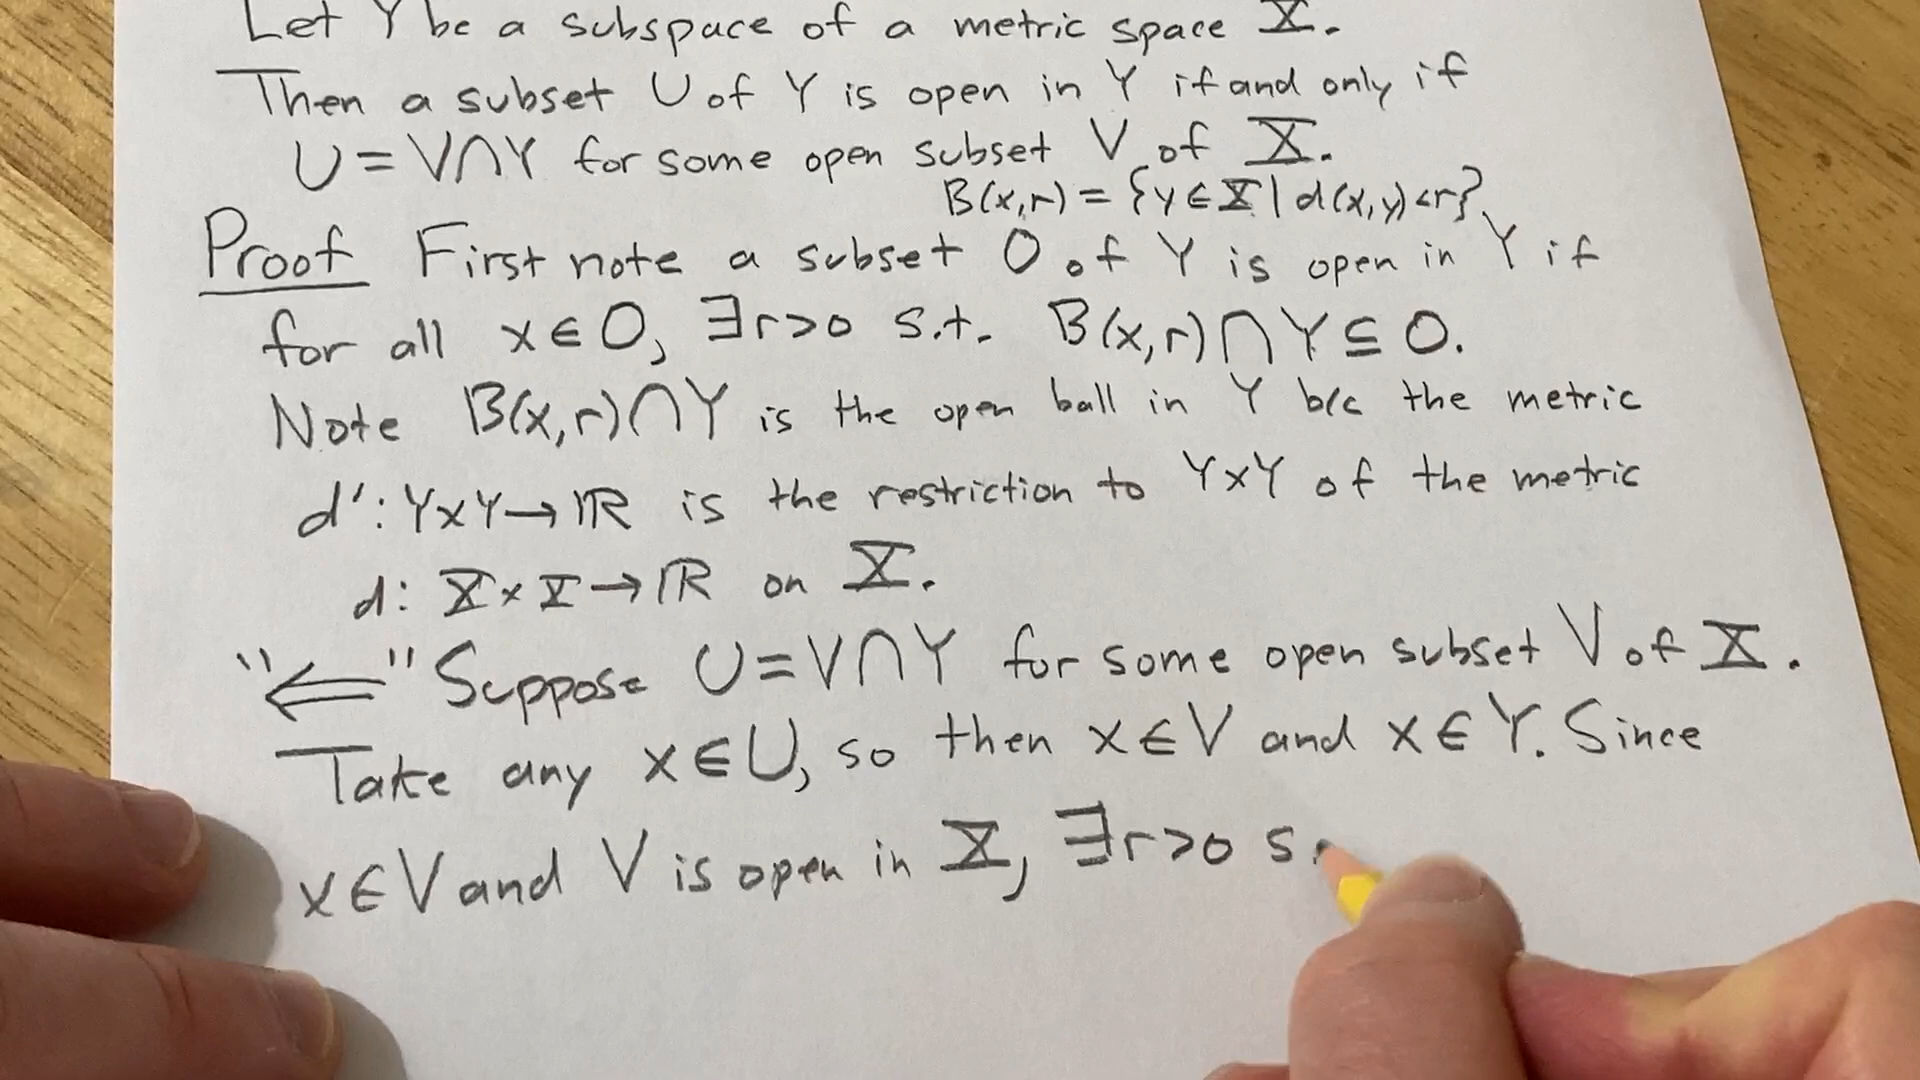 Let Y be a subspace of a metric space X.
Then a subset U of Y is open in Y if and only if
U = V∩Y for some open subset V of X.
B(x,r) = {y ∈ X | d(x,y) < r}
Proof First note a subset O of Y is open in Y if
for all x ∈ O, ∃r>0 s.t. B(x,r) ∩ Y ⊆ O.
Note B(x,r)∩Y is the open ball in Y b/c the metric
d': Y×Y→ℝ is the restriction to Y×Y of the metric
d: X×X→ℝ on X.
"⟸" Suppose U = V∩Y for some open subset V of X.
Take any x∈U, so then x∈V and x∈Y. Since
x∈V and V is open in X, ∃r>0 s.